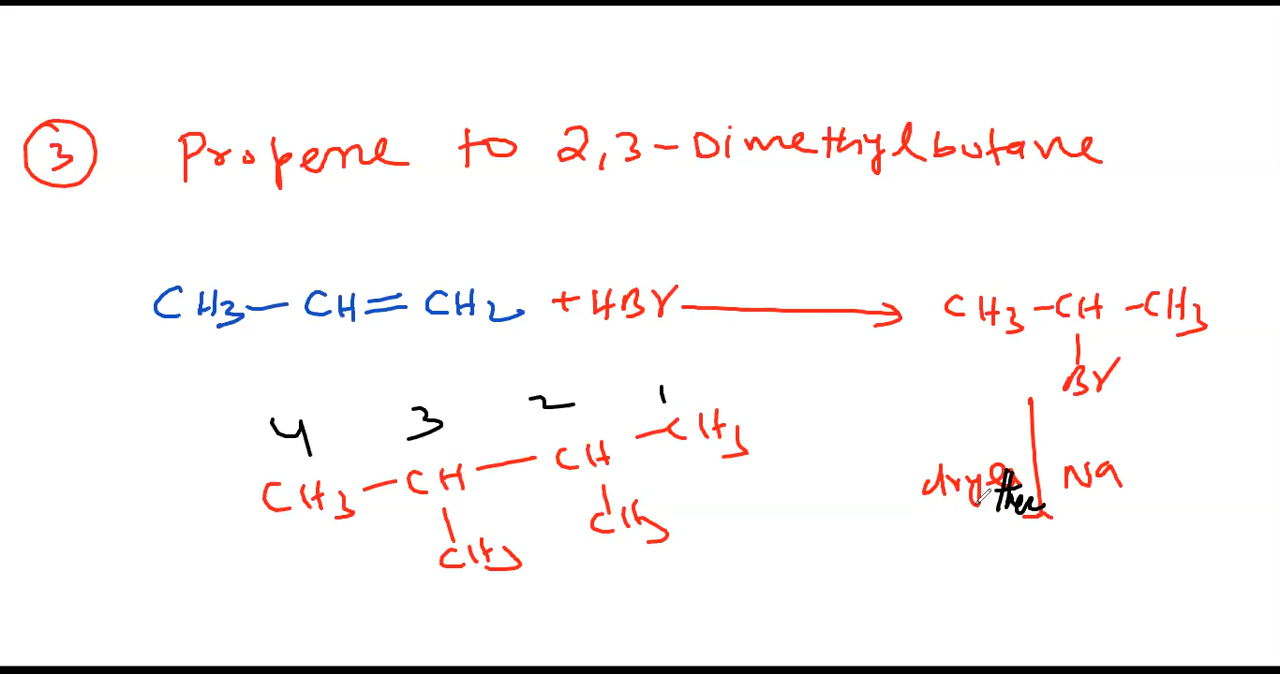 3 Propene to 2,3-Dimethylbutane
CH3-CH=CH2 +HBr → CH3-CH-CH3
Br
4 3 2 1
CH3-CH-CH-CH3
CH3 CH3
dry ether Na